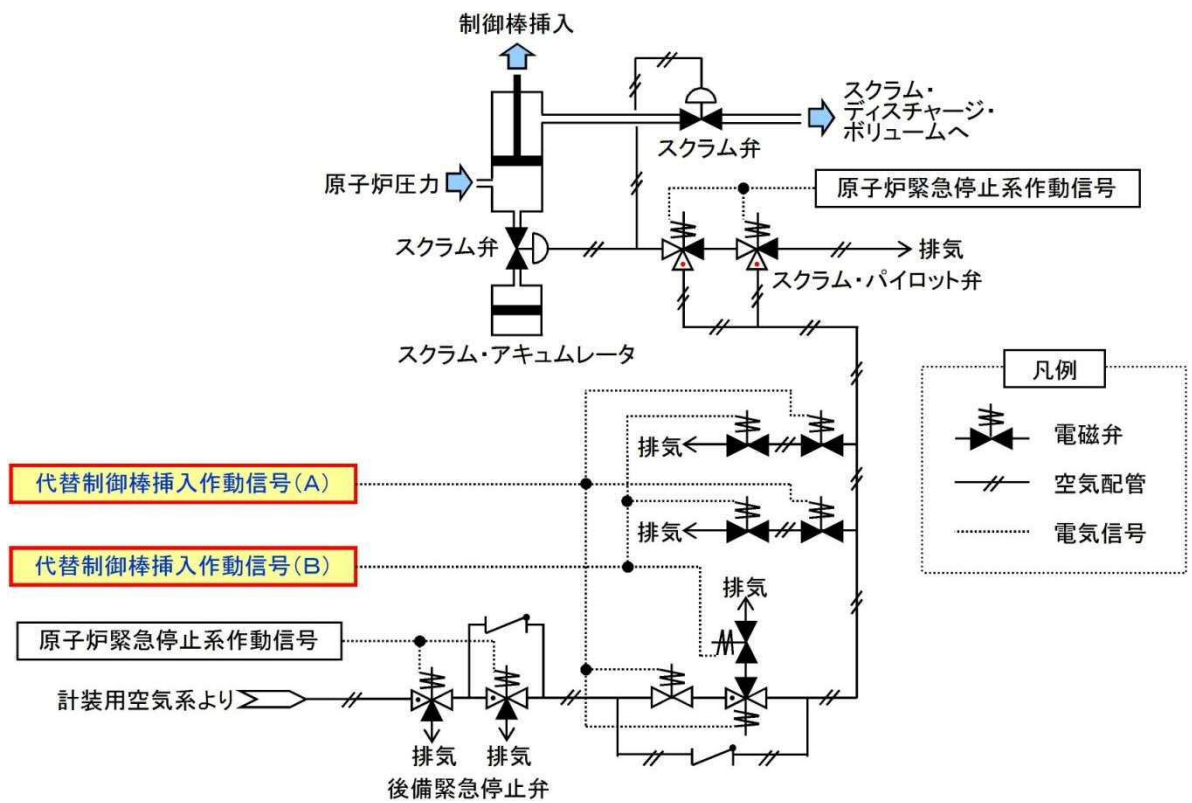 制御棒挿入
スクラム・
ディスチャージ・
ボリュームへ
スクラム弁
原子炉圧力
原子炉緊急停止系作動信号
スクラム弁
排気
スクラム・パイロット弁
スクラム・アキュムレータ
凡例
電磁弁
空気配管
電気信号
排気
代替制御棒挿入作動信号(A)
排気
代替制御棒挿入作動信号(B)
排気
原子炉緊急停止系作動信号
計装用空気系より
排気
排気
後備緊急停止弁